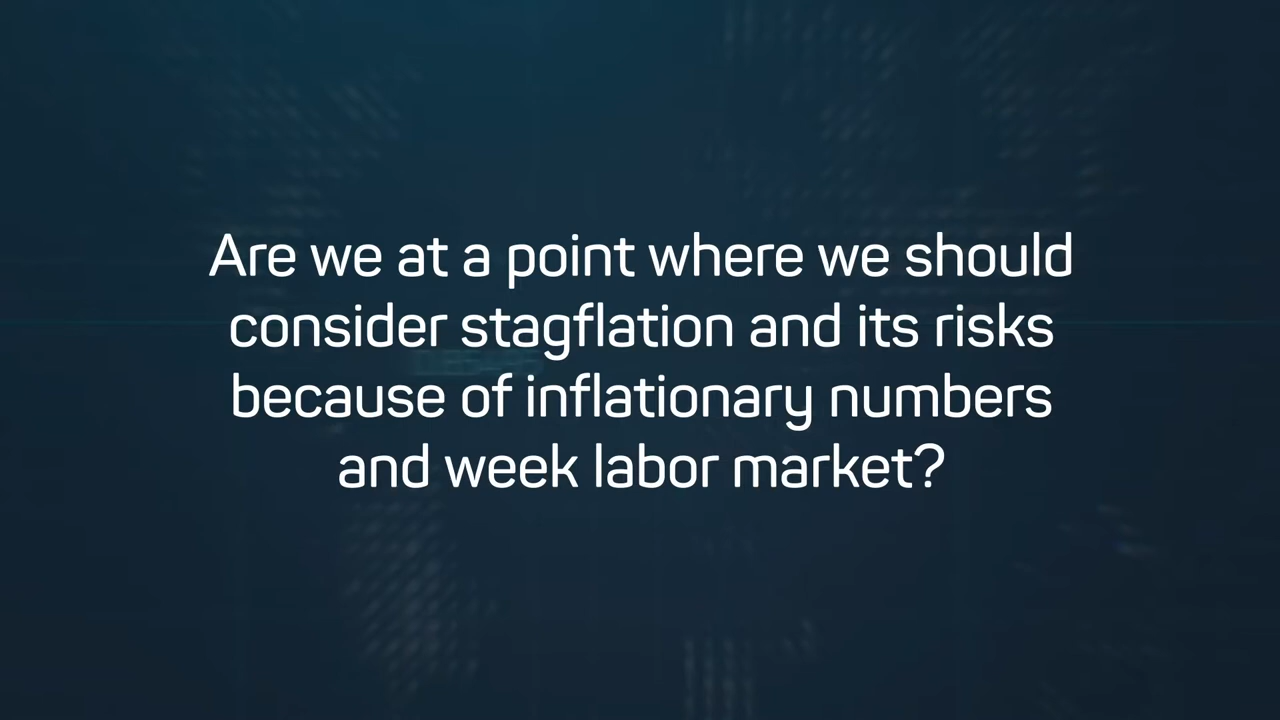 Are we at a point where we should
consider stagflation and its risks
because of inflationary numbers
and week labor market?